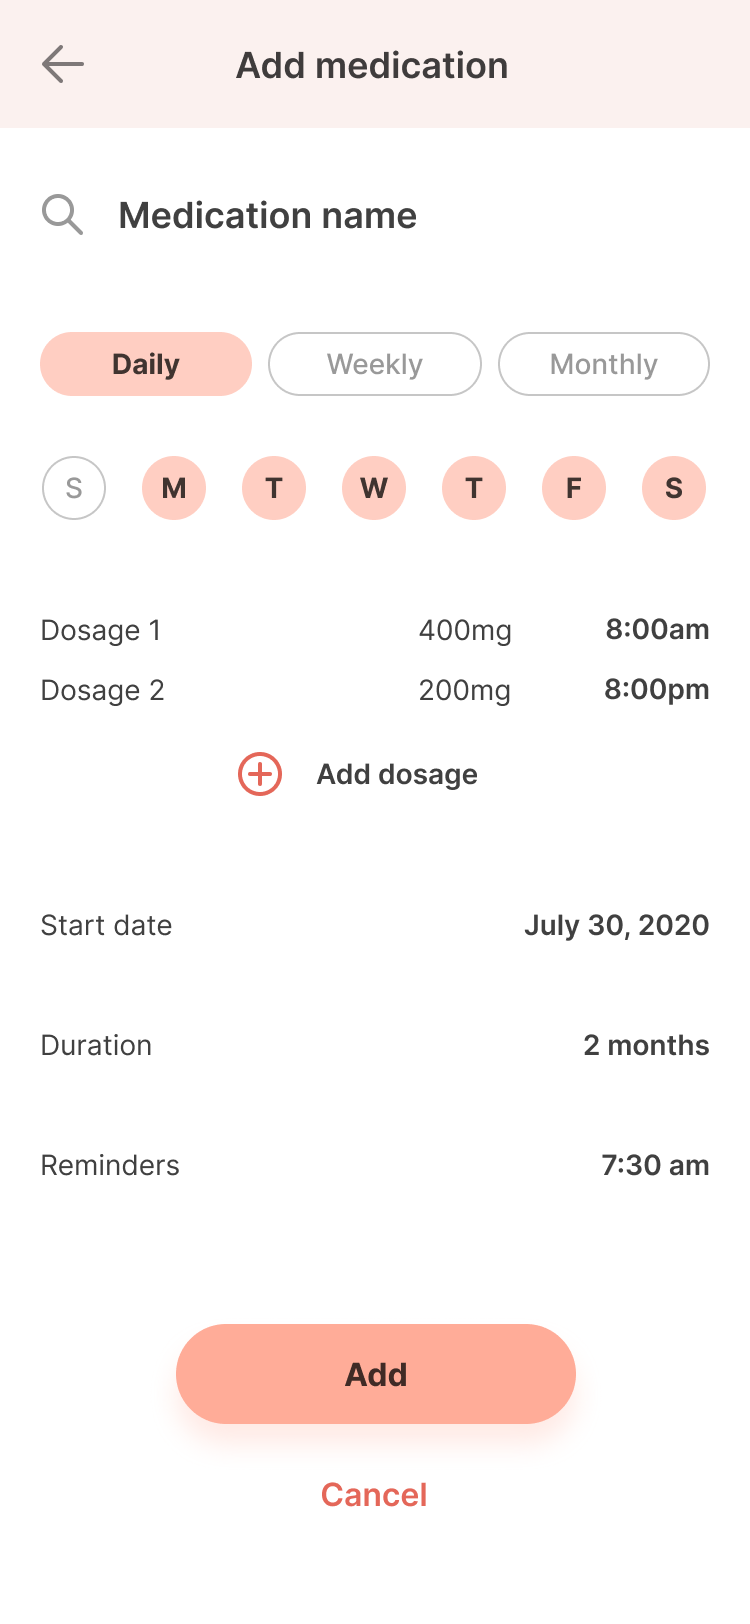 Add medication
Medication name
Daily Weekly Monthly
S M T W T F S
Dosage 1 400mg 8:00am
Dosage 2 200mg 8:00pm
Add dosage
Start date July 30, 2020
Duration 2 months
Reminders 7:30 am
Add
Cancel